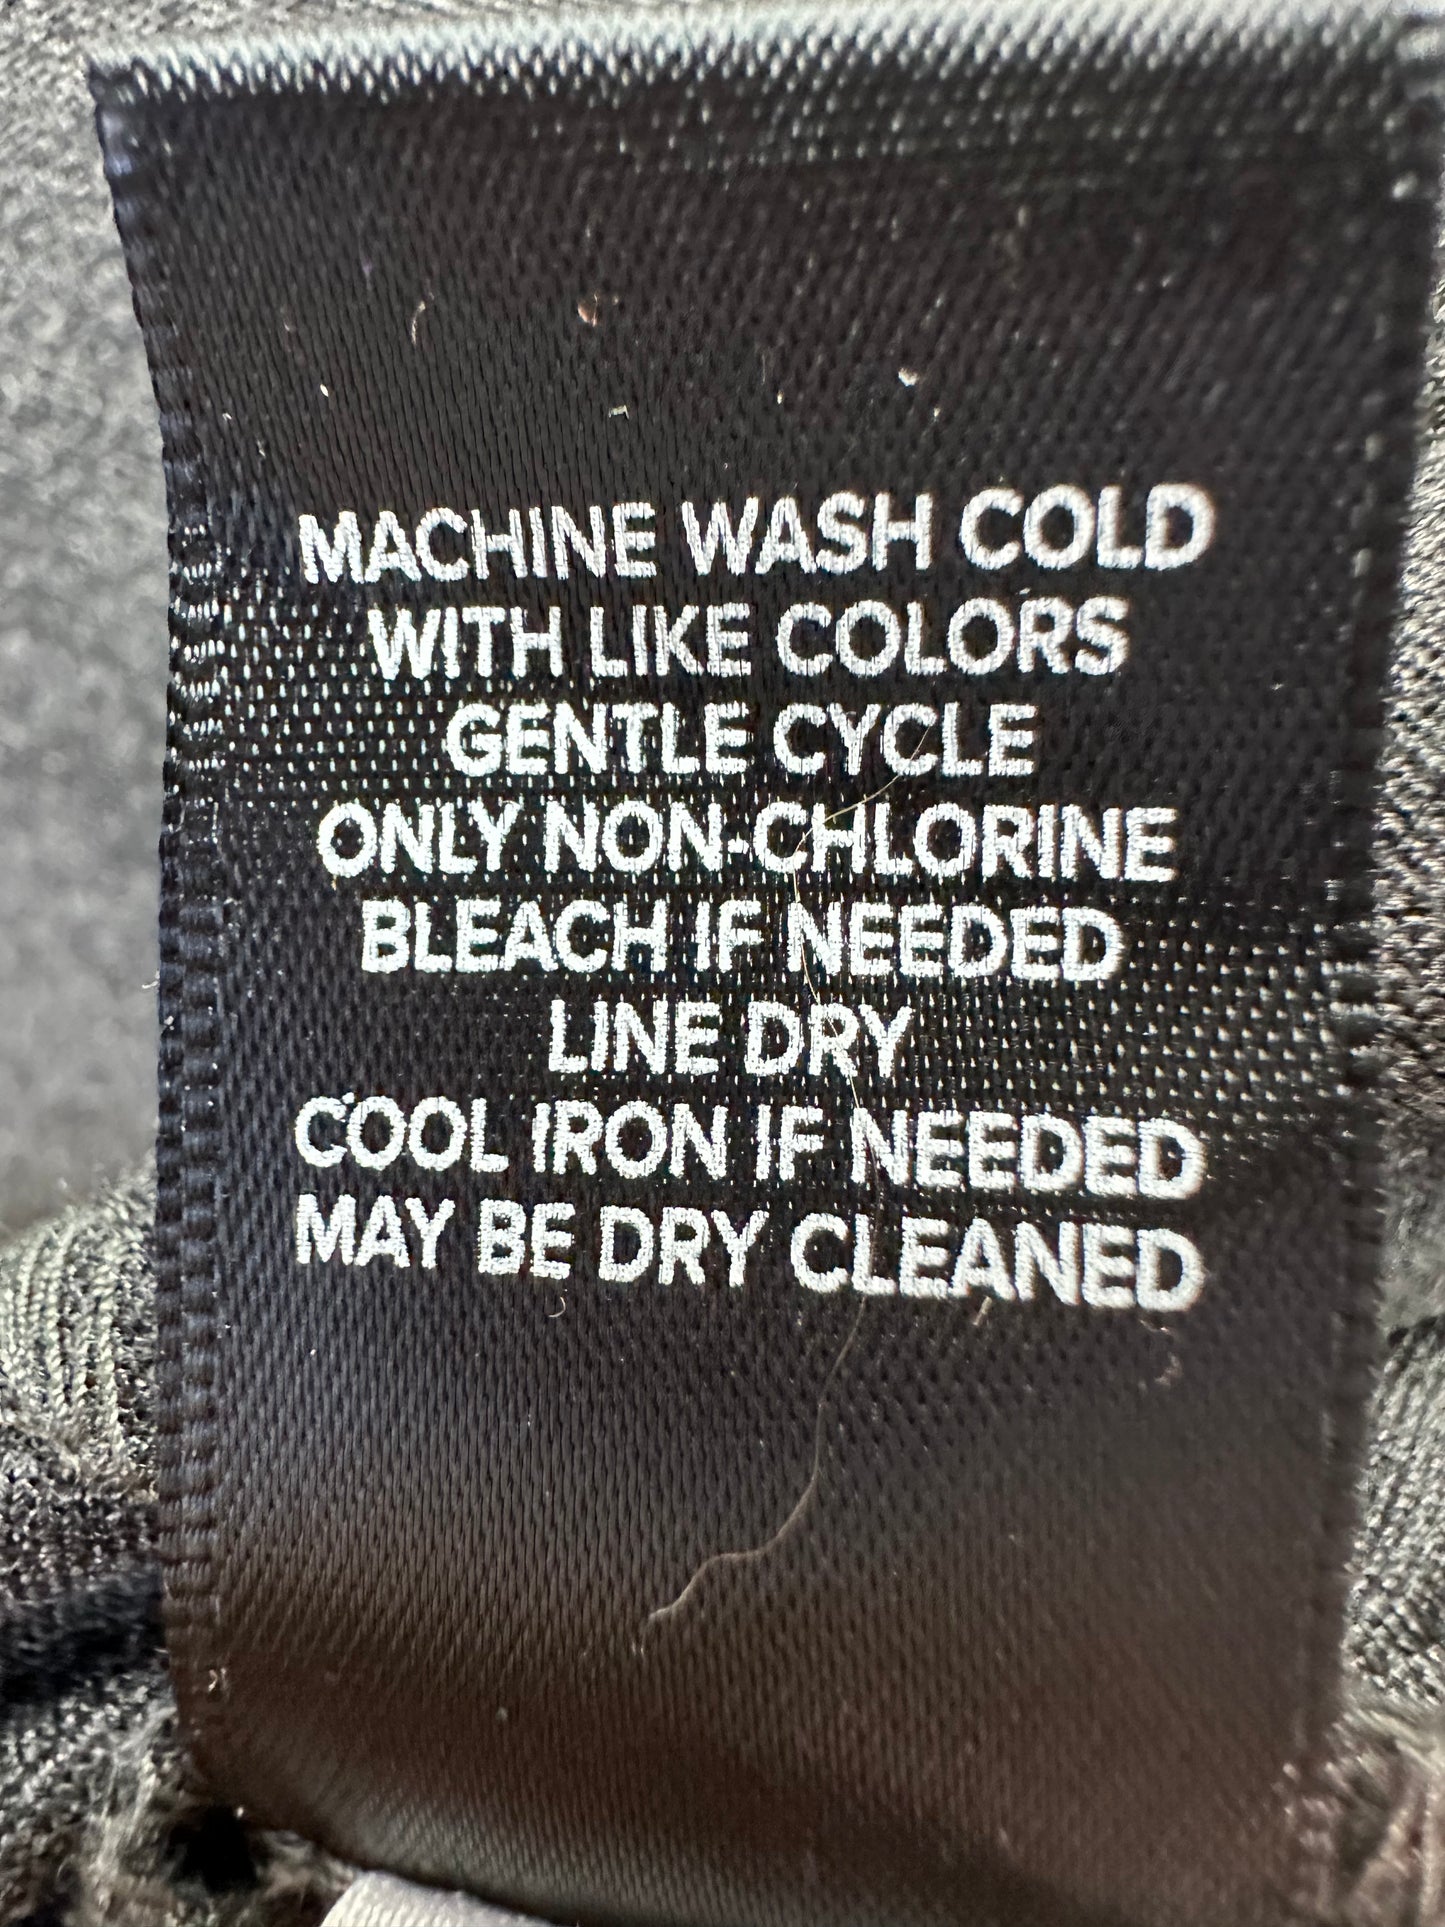 MACHINE WASH COLD
WITH LIKE COLORS
GENTLE CYCLE
ONLY NON-CHLORINE
BLEACH IF NEEDED
LINE DRY
COOL IRON IF NEEDED
MAY BE DRY CLEANED